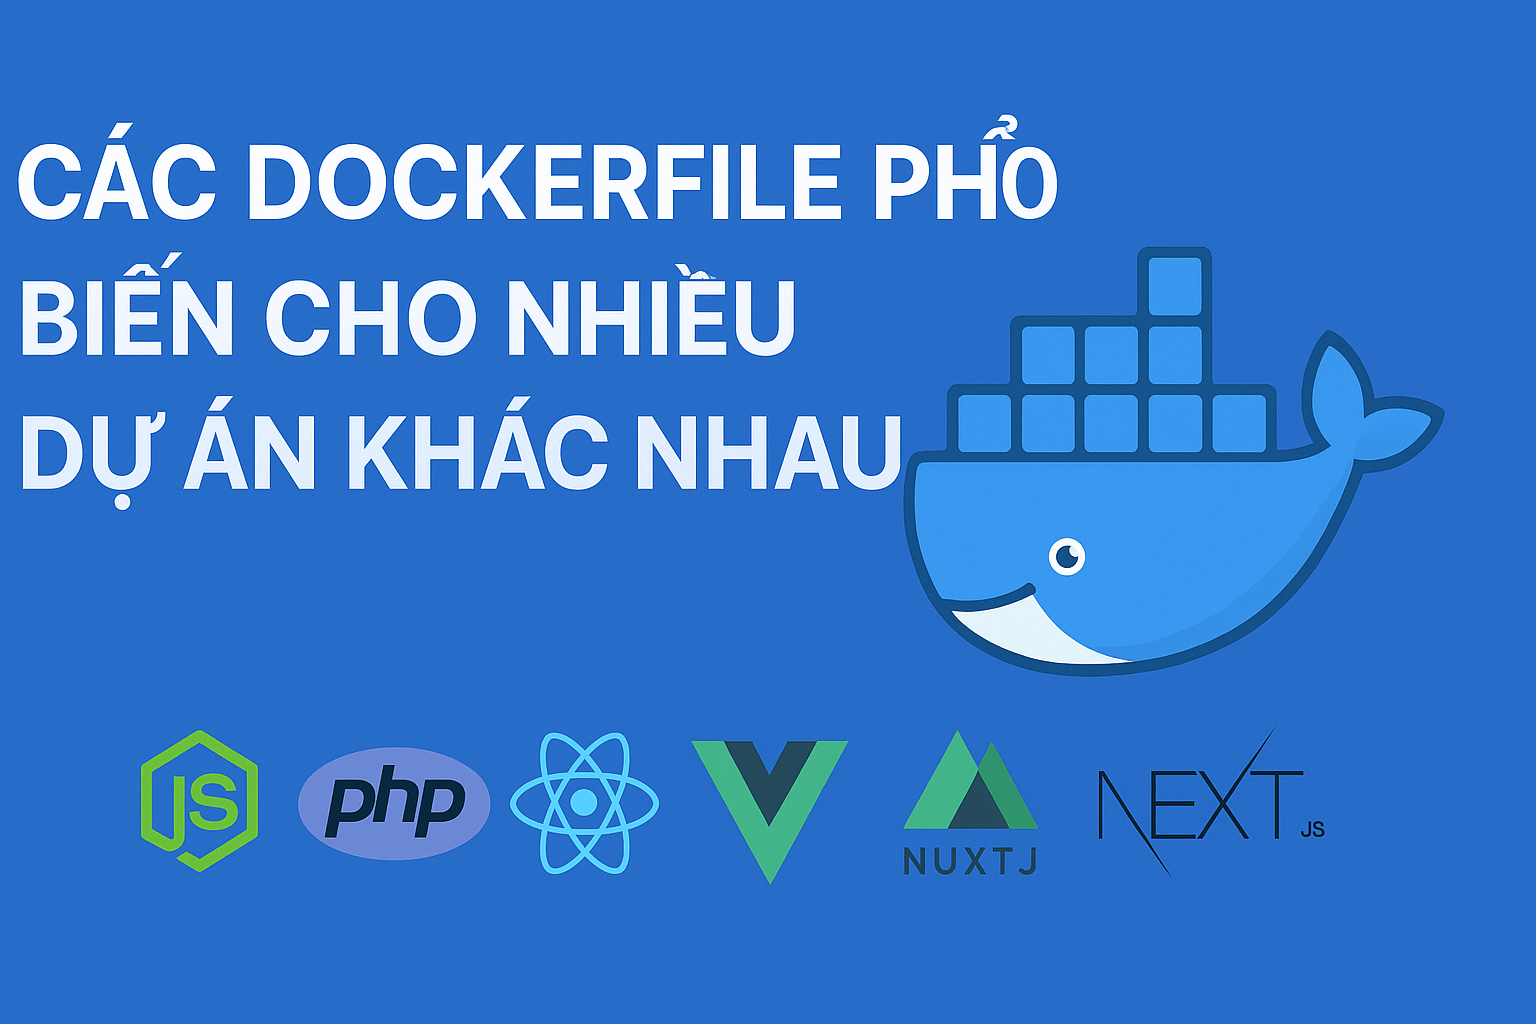 CÁC DOCKERFILE PHỔ
BIẾN CHO NHIỀU
DỰ ÁN KHÁC NHAU
JS
php
NUXTJ
NEXT JS